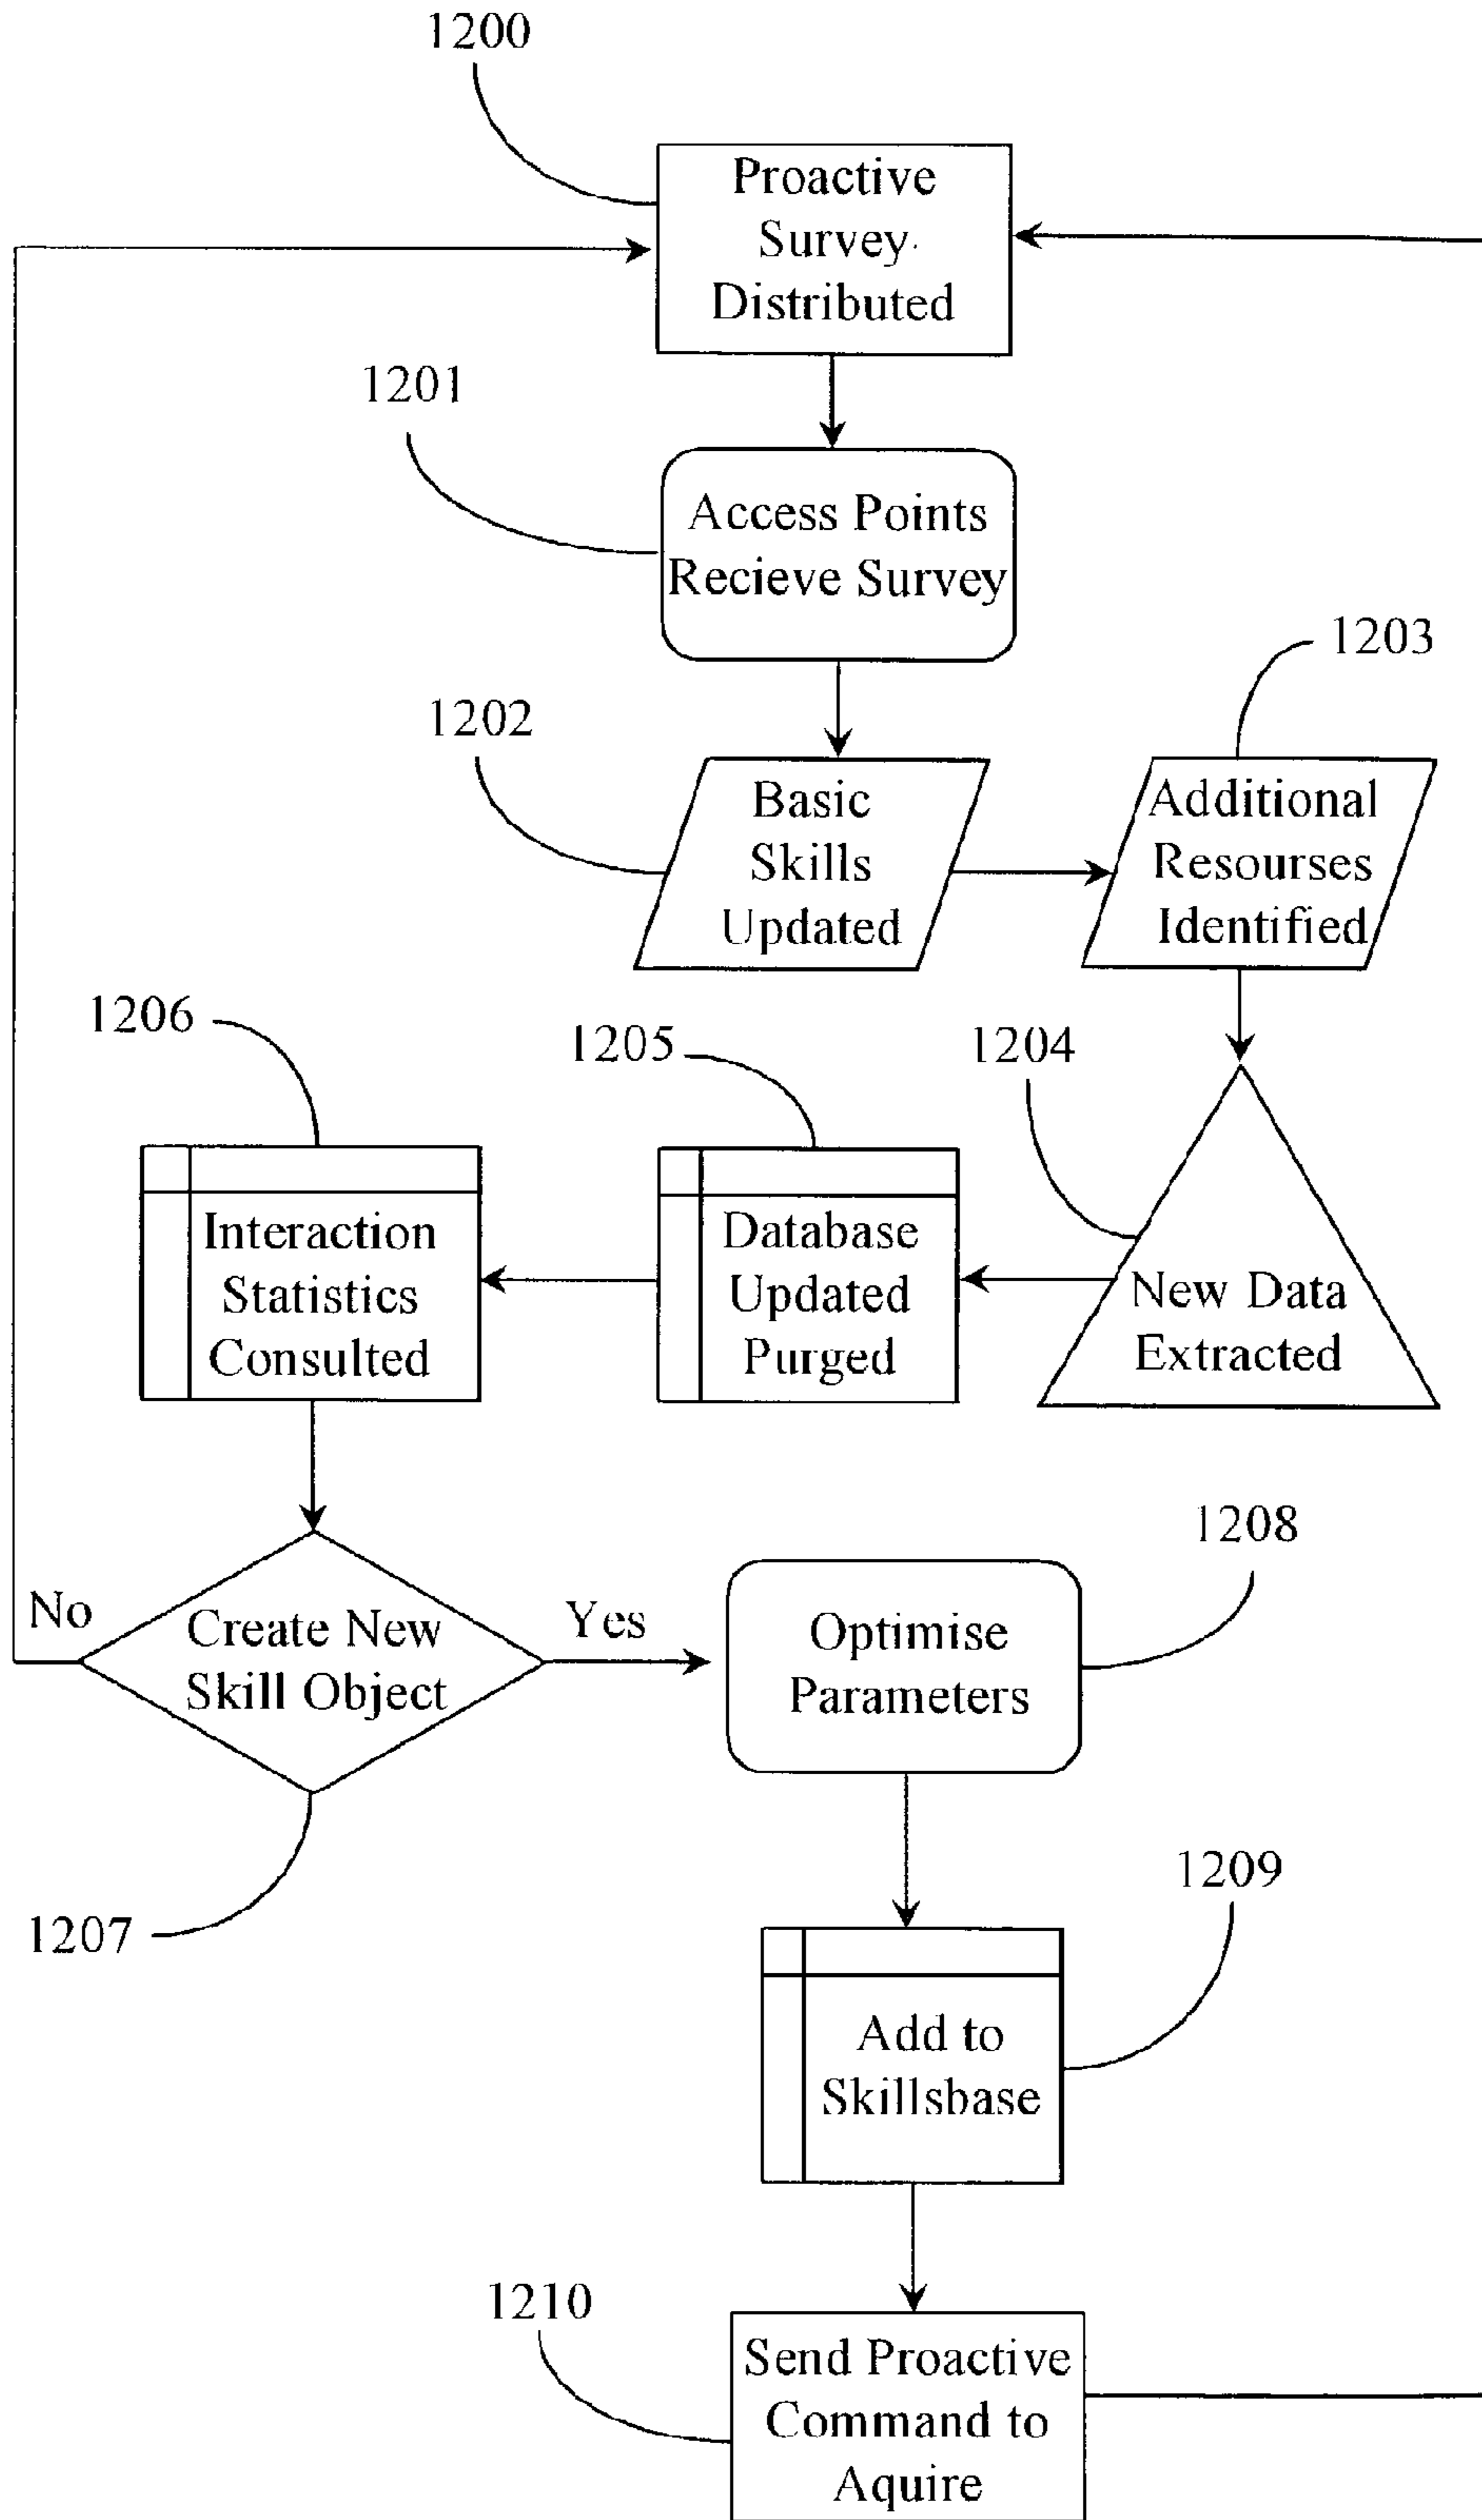 1200
Proactive
Survey
Distributed
1201
Access Points
Recieve Survey
1203
1202
Basic
Skills
Updated
Additional
Resourses
Identified
1206
1205
1204
Interaction
Statistics
Consulted
Database
Updated
Purged
New Data
Extracted
1208
No
Create New
Skill Object
Yes
Optimise
Parameters
1209
1207
Add to
Skillsbase
1210
Send Proactive
Command to
Aquire